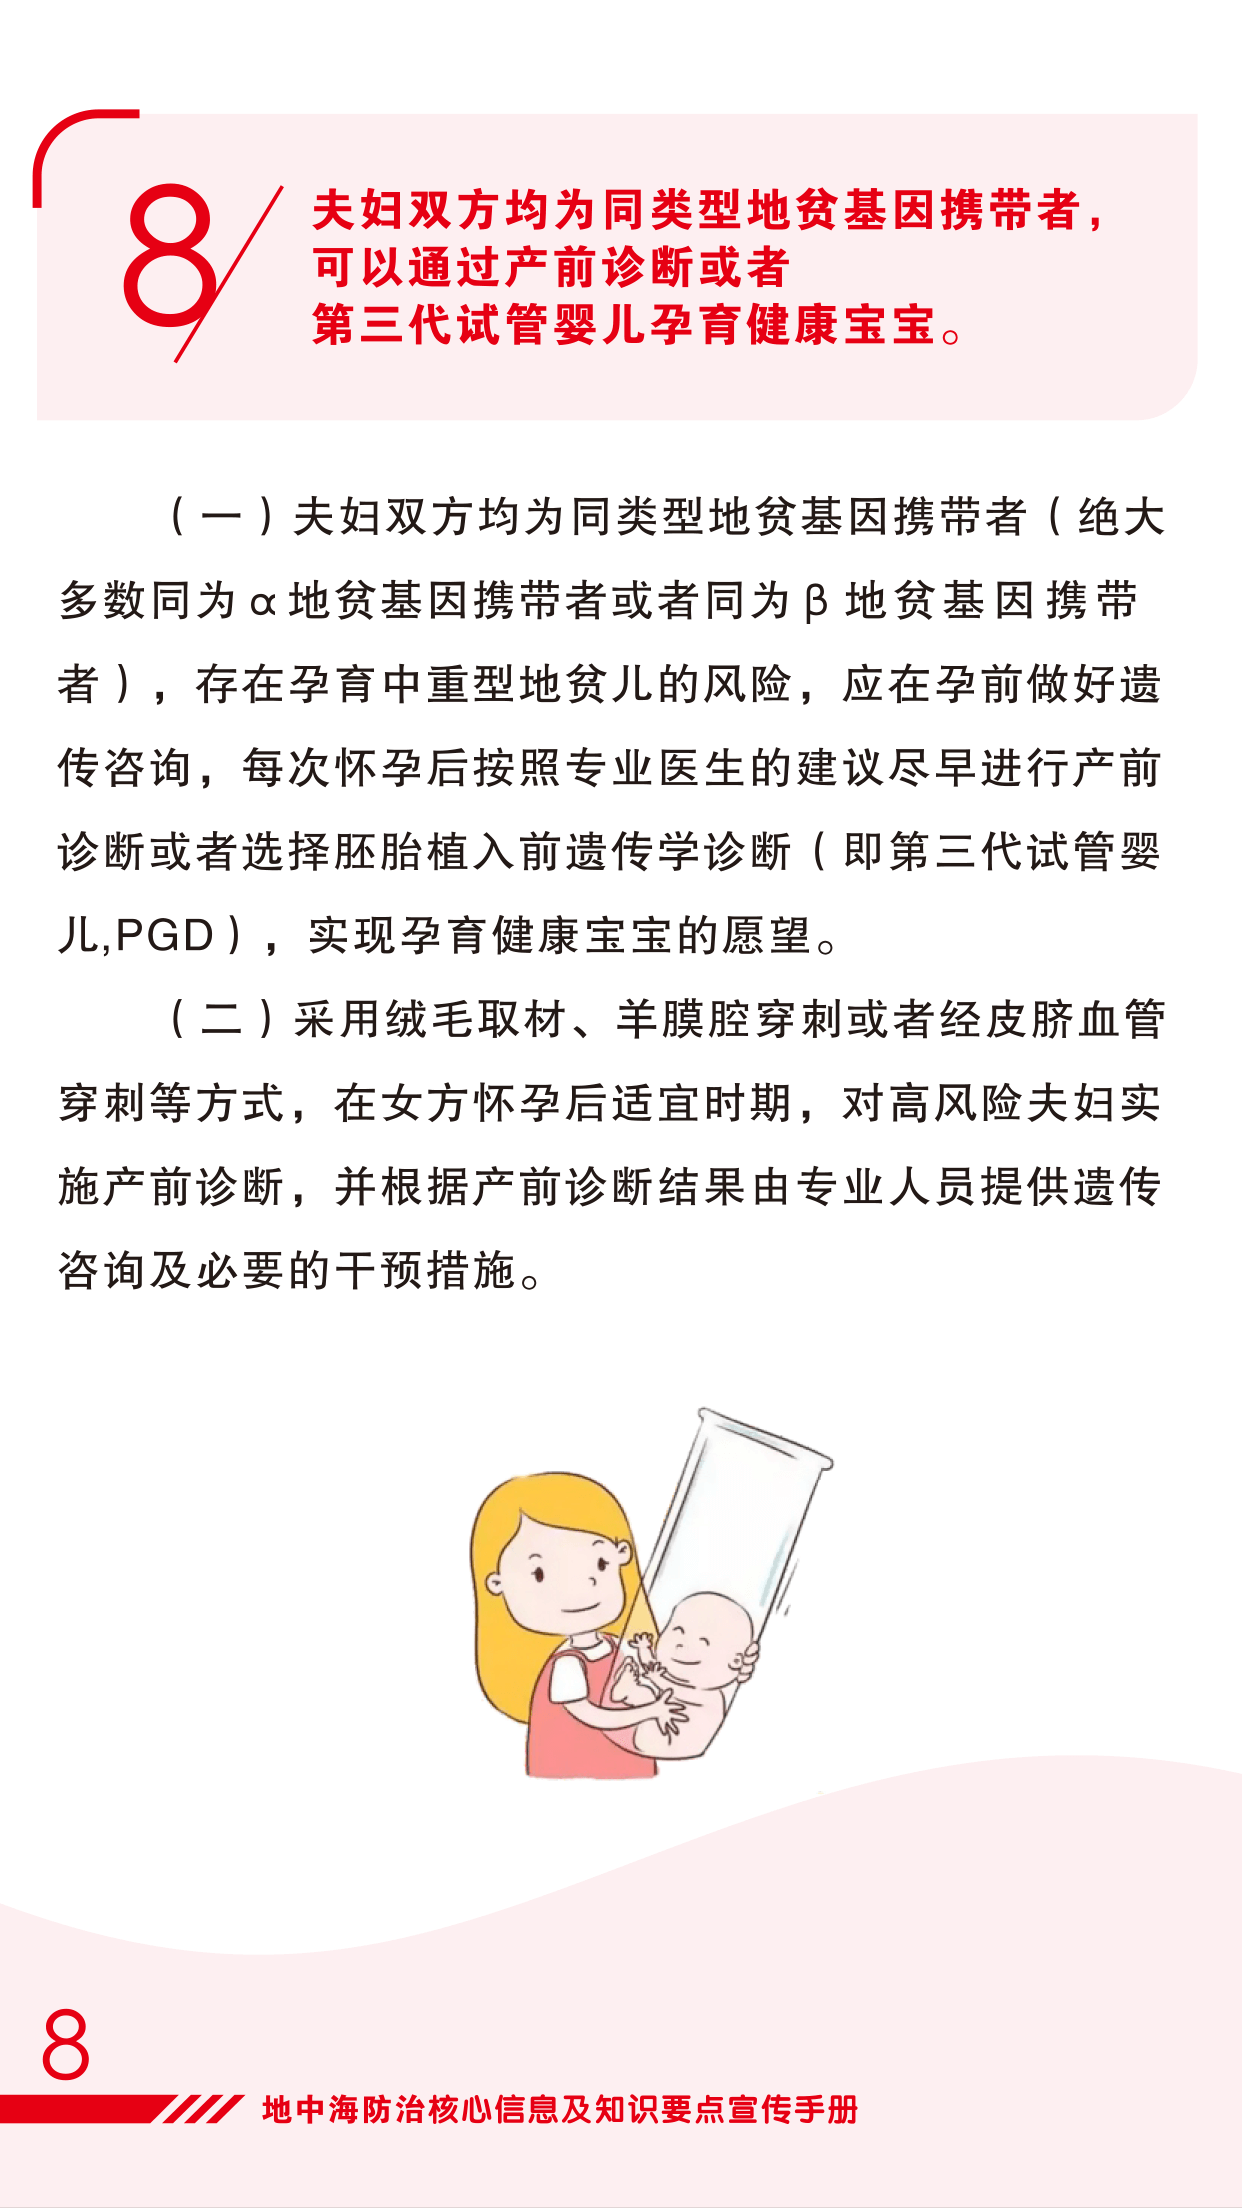 8
夫妇双方均为同类型地贫基因携带者,
可以通过产前诊断或者
第三代试管婴儿孕育健康宝宝。
（一）夫妇双方均为同类型地贫基因携带者（绝大
多数同为α地贫基因携带者或者同为β地贫基因携带
者），存在孕育中重型地贫儿的风险，应在孕前做好遗
传咨询，每次怀孕后按照专业医生的建议尽早进行产前
诊断或者选择胚胎植入前遗传学诊断（即第三代试管婴
儿,PGD），实现孕育健康宝宝的愿望。
（二）采用绒毛取材、羊膜腔穿刺或者经皮脐血管
穿刺等方式，在女方怀孕后适宜时期，对高风险夫妇实
施产前诊断，并根据产前诊断结果由专业人员提供遗传
咨询及必要的干预措施。
8
地中海防治核心信息及知识要点宣传手册